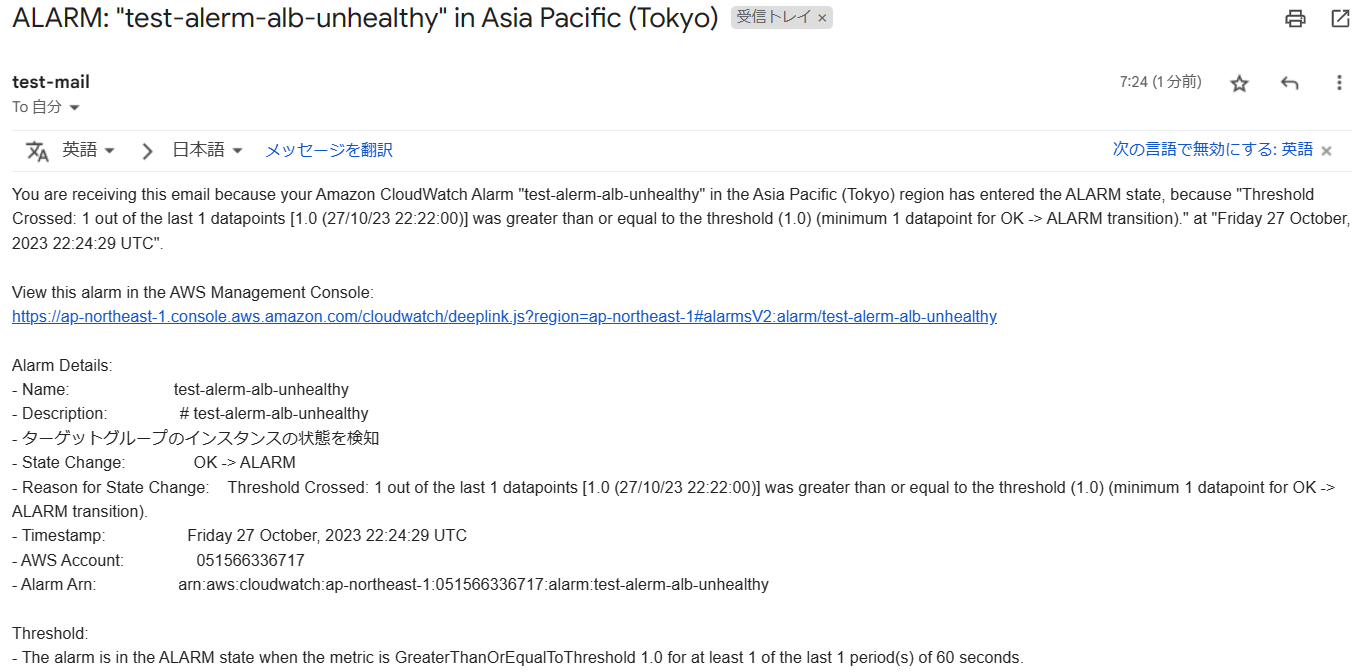 ALARM: "test-alerm-alb-unhealthy" in Asia Pacific (Tokyo) 受信トレイ ×
test-mail 7:24 (1 分前)
To 自分
英語 日本語 メッセージを翻訳 次の言語で無効にする: 英語 ×
You are receiving this email because your Amazon CloudWatch Alarm "test-alerm-alb-unhealthy" in the Asia Pacific (Tokyo) region has entered the ALARM state, because "Threshold
Crossed: 1 out of the last 1 datapoints [1.0 (27/10/23 22:22:00)] was greater than or equal to the threshold (1.0) (minimum 1 datapoint for OK -> ALARM transition)." at "Friday 27 October,
2023 22:24:29 UTC".
View this alarm in the AWS Management Console:
https://ap-northeast-1.console.aws.amazon.com/cloudwatch/deeplink.js?region=ap-northeast-1#alarmsV2:alarm/test-alerm-alb-unhealthy
Alarm Details:
- Name: test-alerm-alb-unhealthy
- Description: # test-alerm-alb-unhealthy
- ターゲットグループのインスタンスの状態を検知
- State Change: OK -> ALARM
- Reason for State Change: Threshold Crossed: 1 out of the last 1 datapoints [1.0 (27/10/23 22:22:00)] was greater than or equal to the threshold (1.0) (minimum 1 datapoint for OK ->
ALARM transition).
- Timestamp: Friday 27 October, 2023 22:24:29 UTC
- AWS Account: 051566336717
- Alarm Arn: arn:aws:cloudwatch:ap-northeast-1:051566336717:alarm:test-alerm-alb-unhealthy
Threshold:
- The alarm is in the ALARM state when the metric is GreaterThanOrEqualToThreshold 1.0 for at least 1 of the last 1 period(s) of 60 seconds.